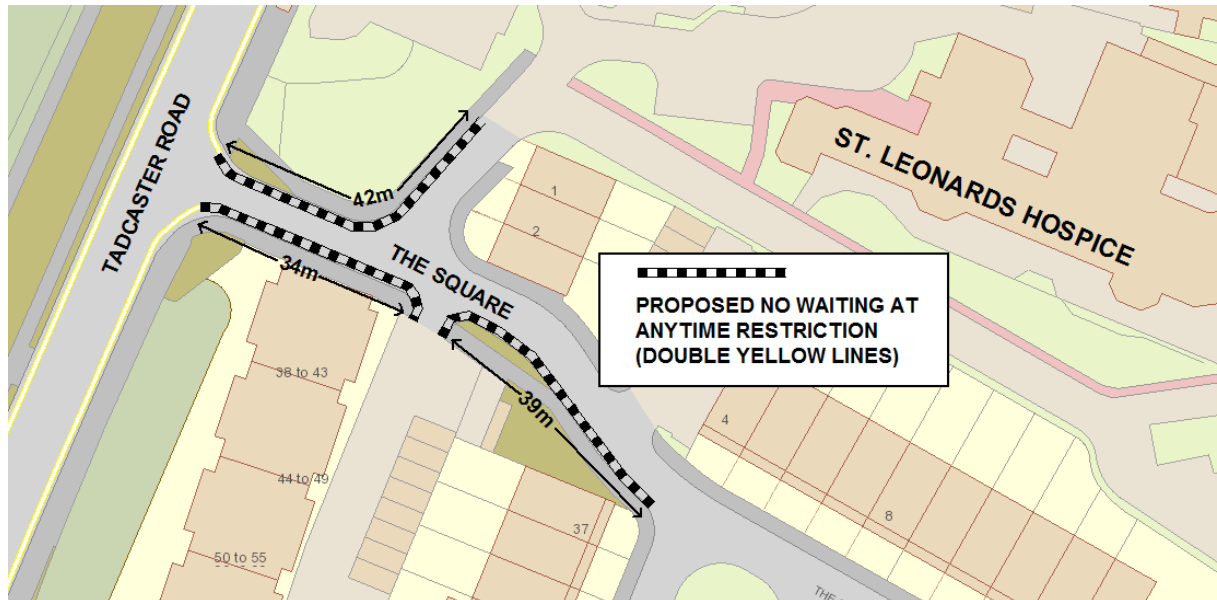 TADCASTER ROAD
42m
34m
THE SQUARE
39m
ST. LEONARDS HOSPICE
1
2
PROPOSED NO WAITING AT
ANYTIME RESTRICTION
(DOUBLE YELLOW LINES)
38 to 43
44 to 49
50 to 55
37
4
8
THE